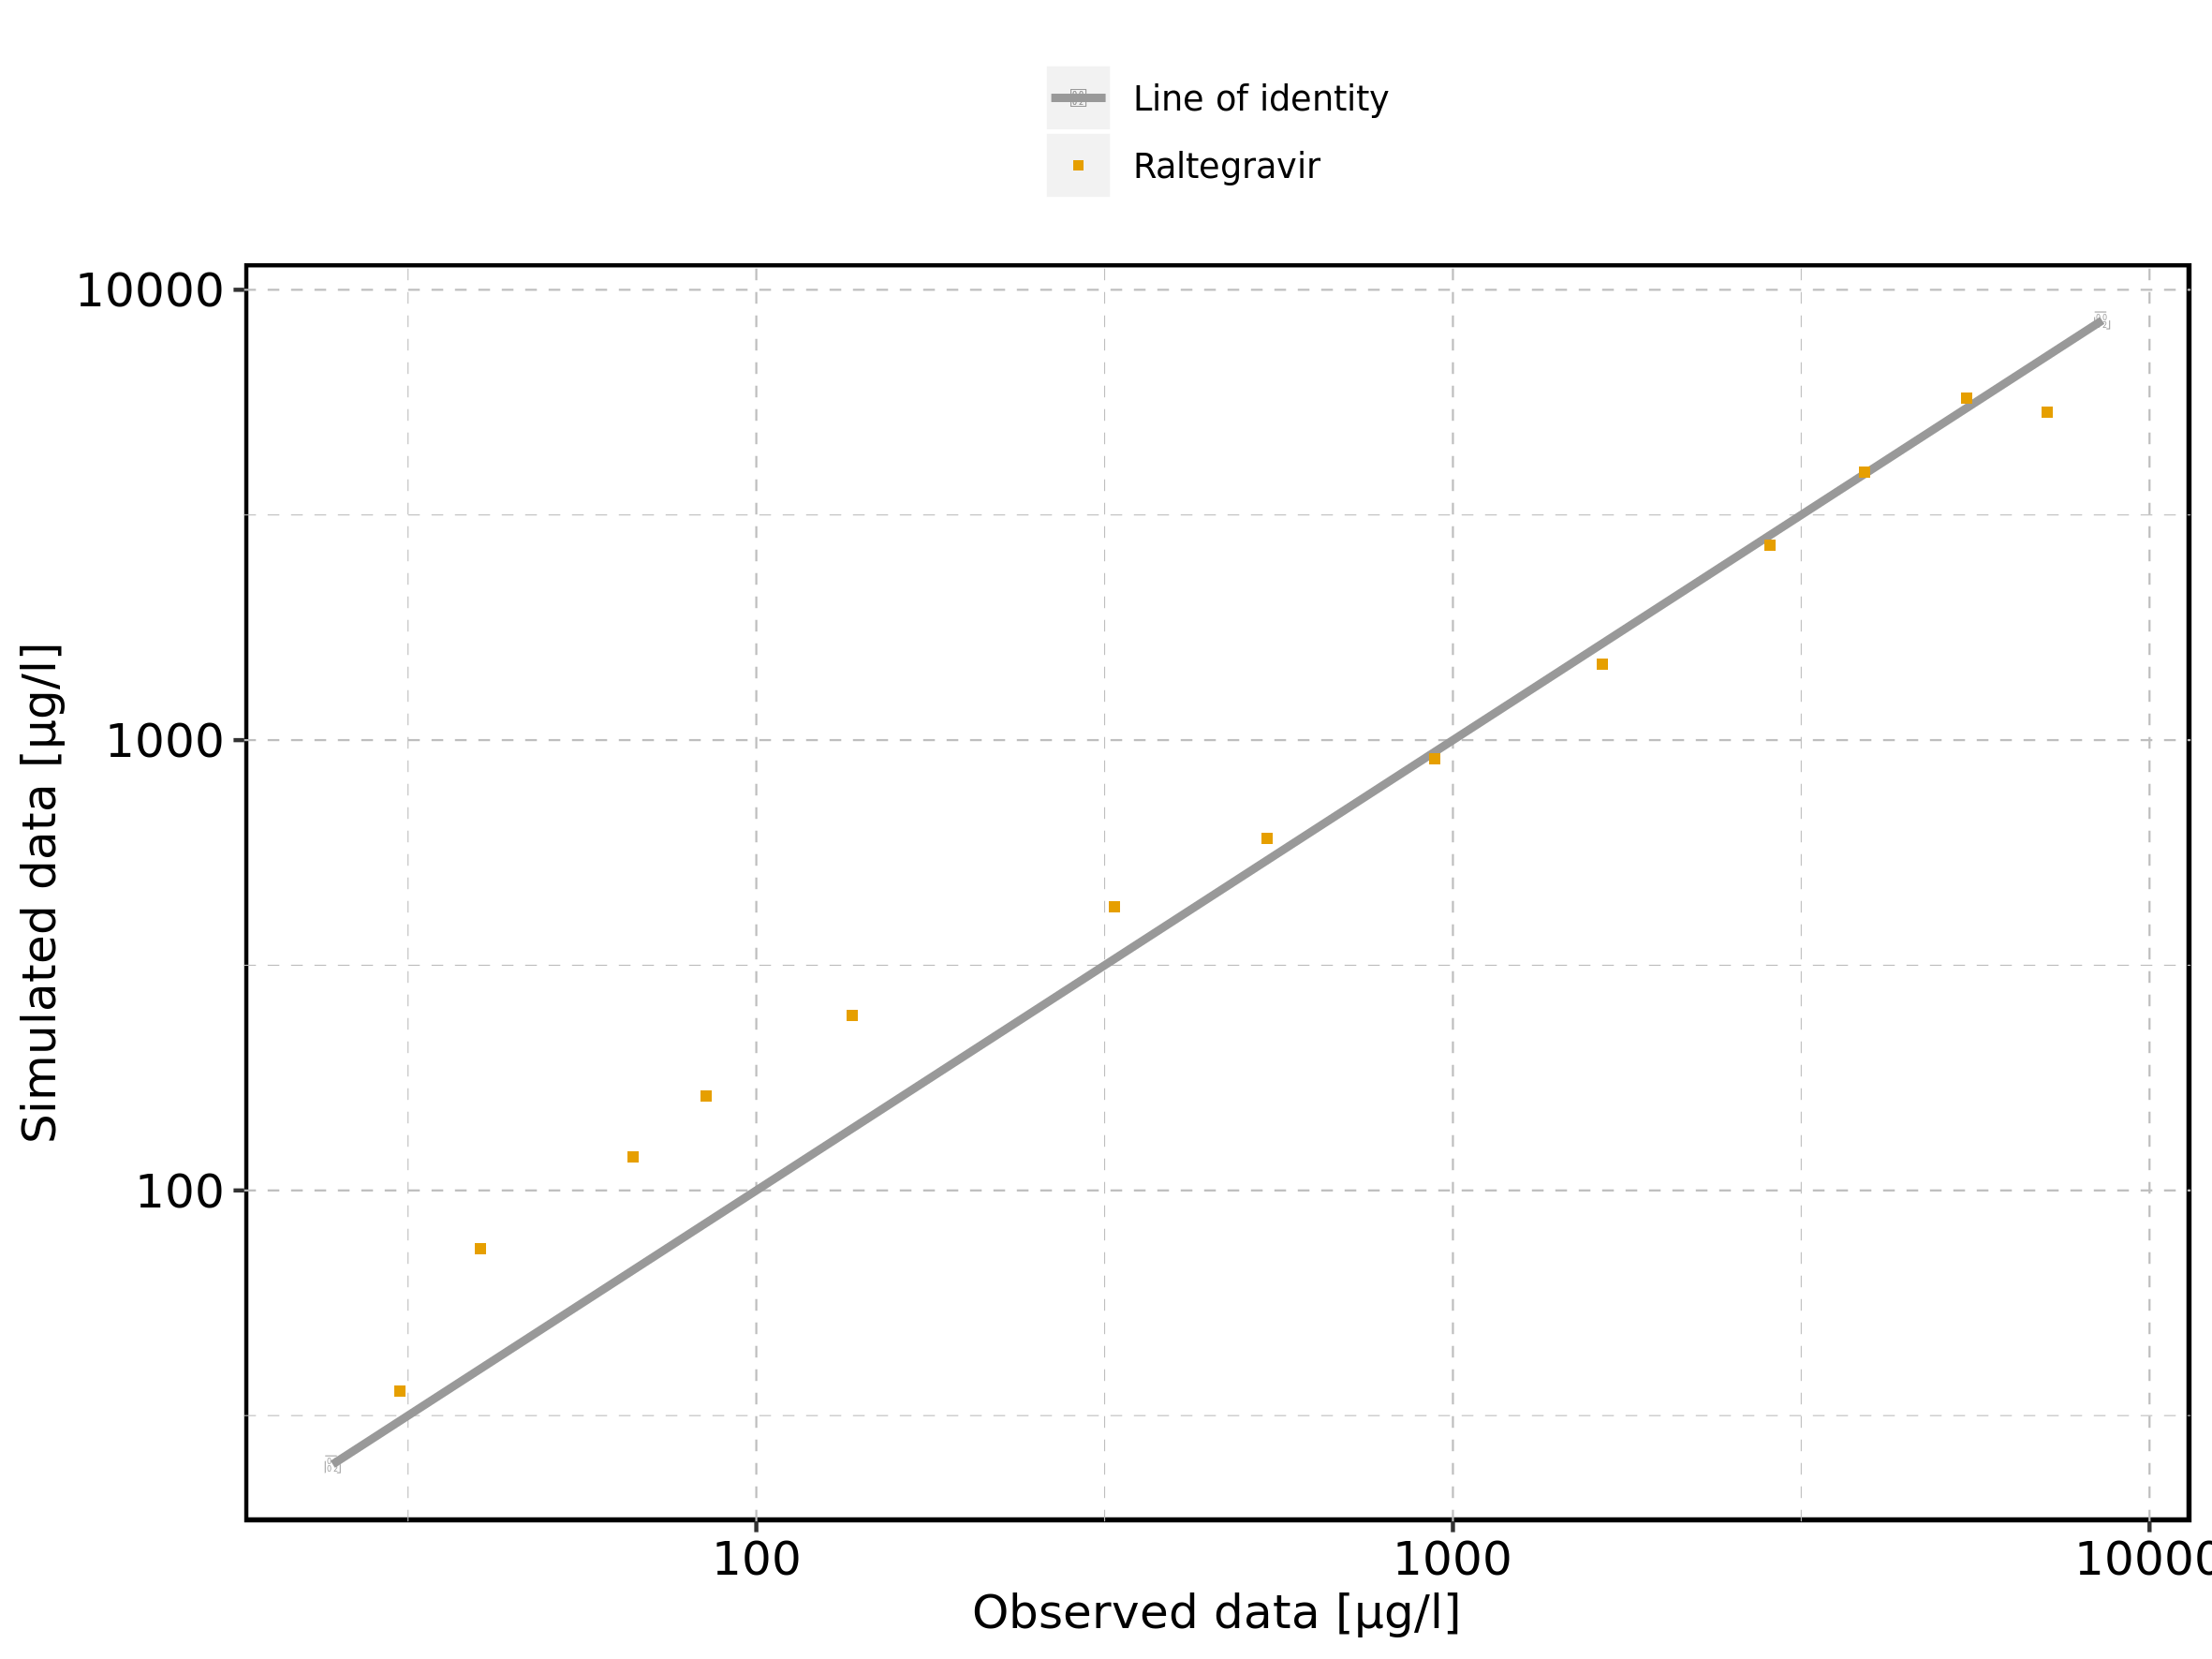 Line of identity
Raltegravir
10000
1000
100
Simulated data [µg/l]
100 1000 10000
Observed data [µg/l]